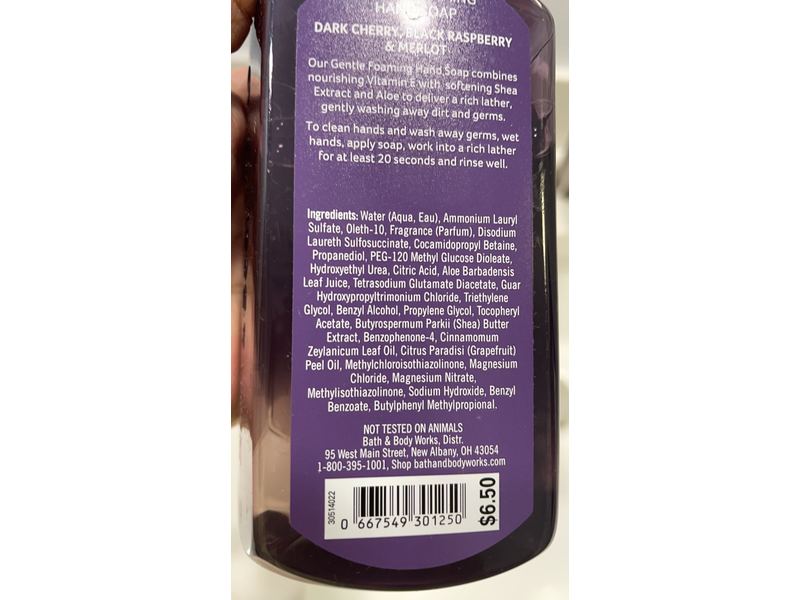 HAND SOAP
DARK CHERRY, BLACK RASPBERRY
& MERLOT
Our Gentle Foaming Hand Soap combines
nourishing Vitamin E with softening Shea
Extract and Aloe to deliver a rich lather,
gently washing away dirt and germs.
To clean hands and wash away germs, wet
hands, apply soap, work into a rich lather
for at least 20 seconds and rinse well.
Ingredients: Water (Aqua, Eau), Ammonium Lauryl
Sulfate, Oleth-10, Fragrance (Parfum), Disodium
Laureth Sulfosuccinate, Cocamidopropyl Betaine,
Propanediol, PEG-120 Methyl Glucose Dioleate,
Hydroxyethyl Urea, Citric Acid, Aloe Barbadensis
Leaf Juice, Tetrasodium Glutamate Diacetate, Guar
Hydroxypropyltrimonium Chloride, Triethylene
Glycol, Benzyl Alcohol, Propylene Glycol, Tocopheryl
Acetate, Butyrospermum Parkii (Shea) Butter
Extract, Benzophenone-4, Cinnamomum
Zeylanicum Leaf Oil, Citrus Paradisi (Grapefruit)
Peel Oil, Methylchloroisothiazolinone, Magnesium
Chloride, Magnesium Nitrate,
Methylisothiazolinone, Sodium Hydroxide, Benzyl
Benzoate, Butylphenyl Methylpropional.
NOT TESTED ON ANIMALS
Bath & Body Works, Distr.
95 West Main Street, New Albany, OH 43054
1-800-395-1001, Shop bathandbodyworks.com
30514022
0 667549 301250
$6.50